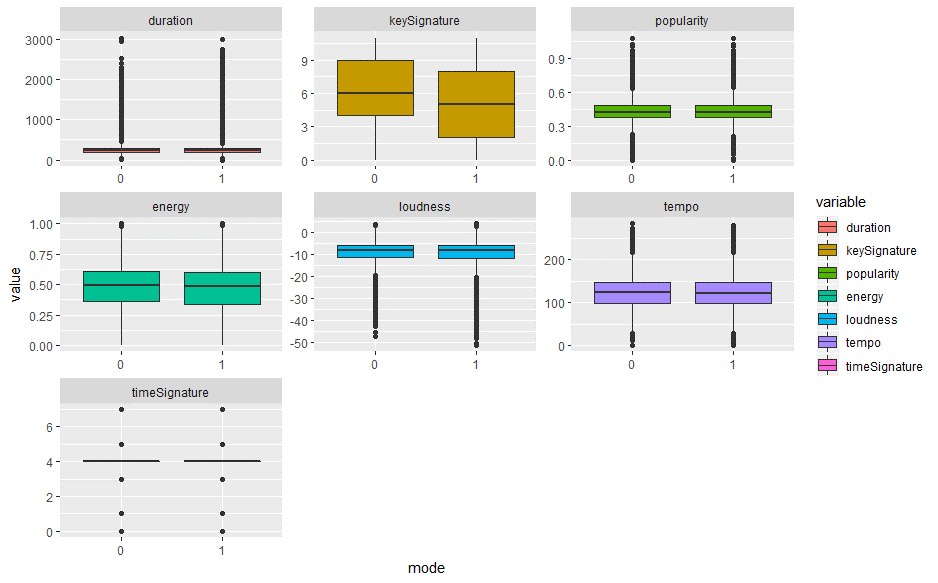 duration
keySignature
popularity
3000
2000
1000
0
9
6
3
0
0.9
0.6
0.3
0.0
0 1
0 1
0 1
energy
loudness
tempo
1.00
0.75
0.50
0.25
0.00
0
-10
-20
-30
-40
-50
200
100
0
0 1
0 1
0 1
timeSignature
6
4
2
0
0 1
value
mode
variable
duration
keySignature
popularity
energy
loudness
tempo
timeSignature